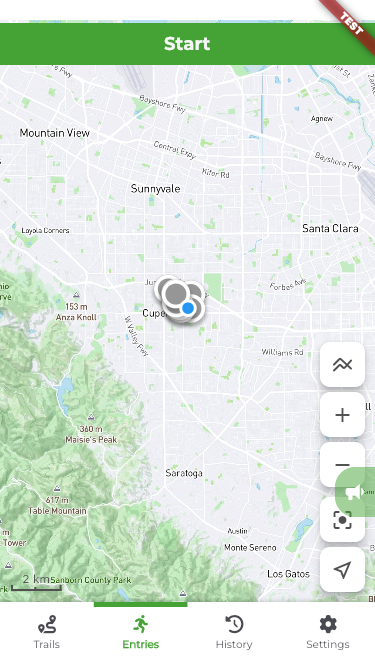 TEST
Start
Fwy
Bayshore Fwy
Agnew
Mountain View
Central Expy
Bayshore Fwy
Kifer Rd
Sunnyvale
Santa Clara
Loyola Corners
Forbes Ave
153 m
Anza Knoll
Cupe
W Valley Fwy
Williams Rd
360 m
Maisie's Peak
Saratoga
617 m
Table Mountain
Tower
Austin
Monte Sereno
Los Gatos
2 km
Sanborn County Park
Trails
Entries
History
Settings